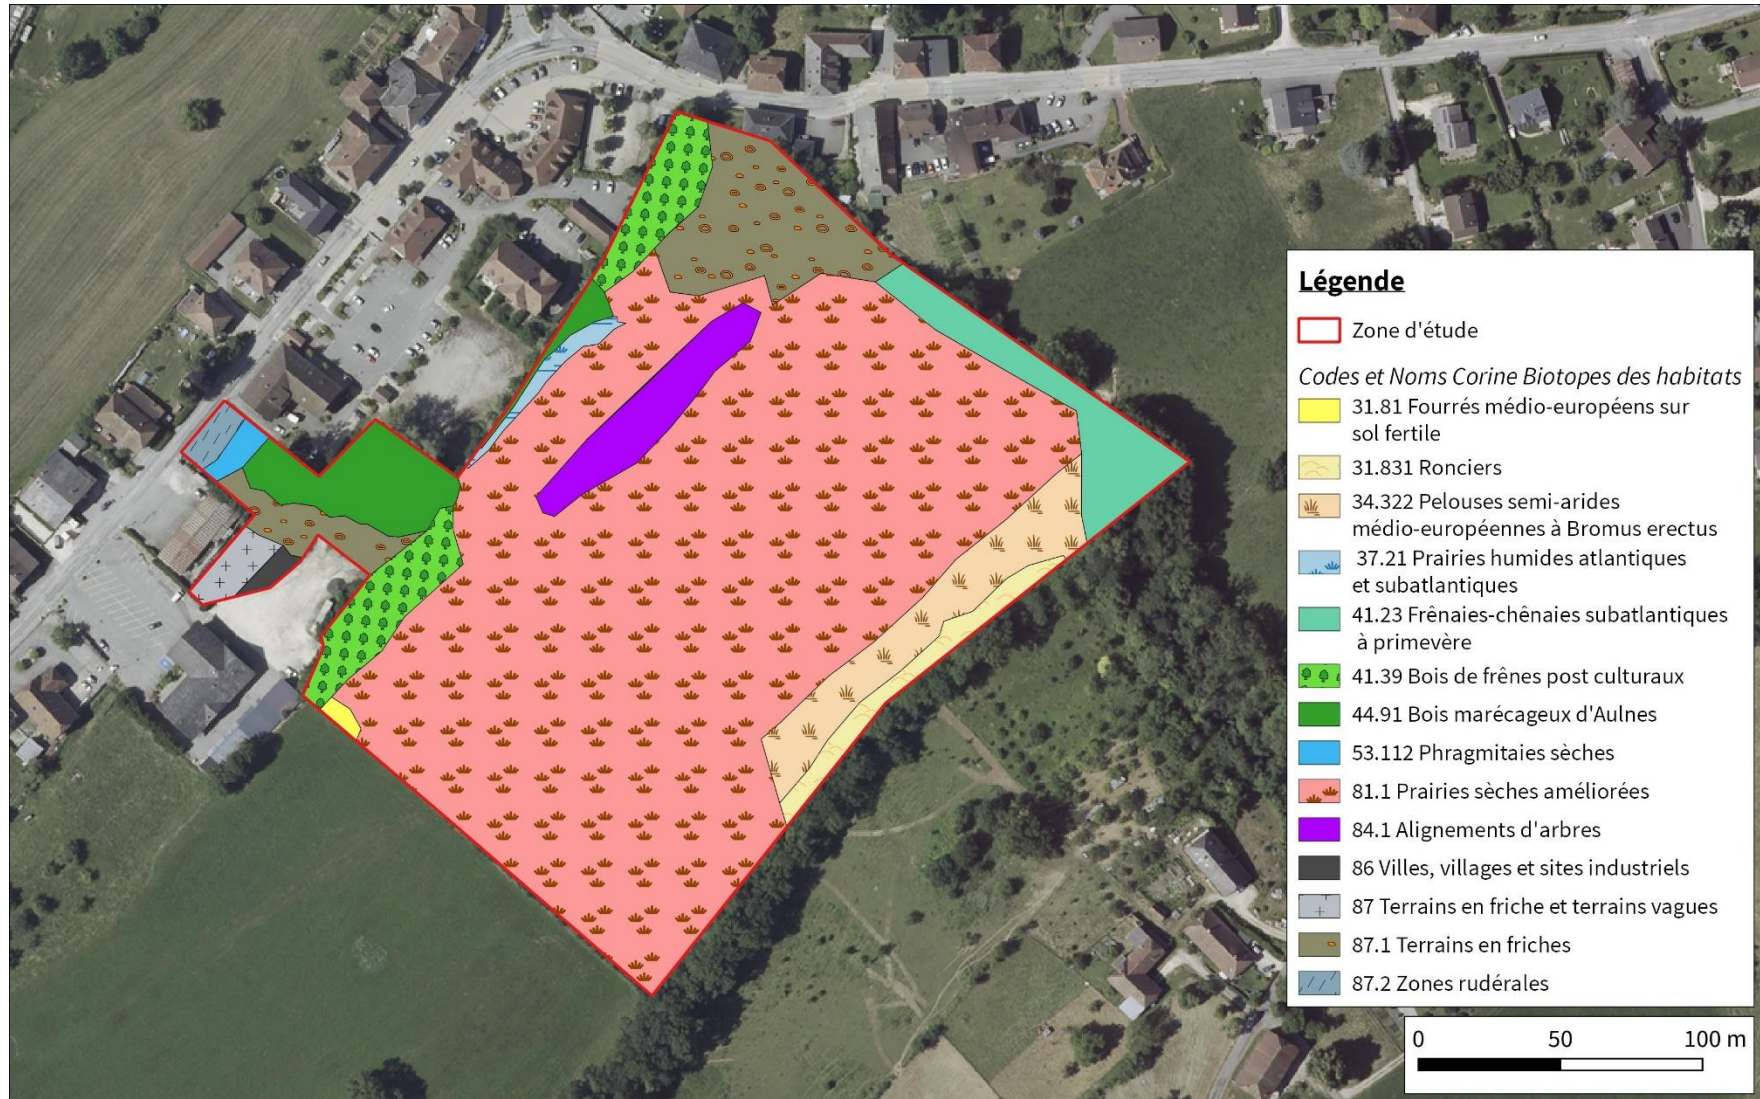 Légende
Zone d'étude
Codes et Noms Corine Biotopes des habitats
31.81 Fourrés médio-européens sur
sol fertile
31.831 Ronciers
34.322 Pelouses semi-arides
médio-européennes à Bromus erectus
37.21 Prairies humides atlantiques
et subatlantiques
41.23 Frênaies-chênaies subatlantiques
à primevère
41.39 Bois de frênes post culturaux
44.91 Bois marécageux d'Aulnes
53.112 Phragmitaies sèches
81.1 Prairies sèches améliorées
84.1 Alignements d'arbres
86 Villes, villages et sites industriels
87 Terrains en friche et terrains vagues
87.1 Terrains en friches
87.2 Zones rudérales
0 50 100 m